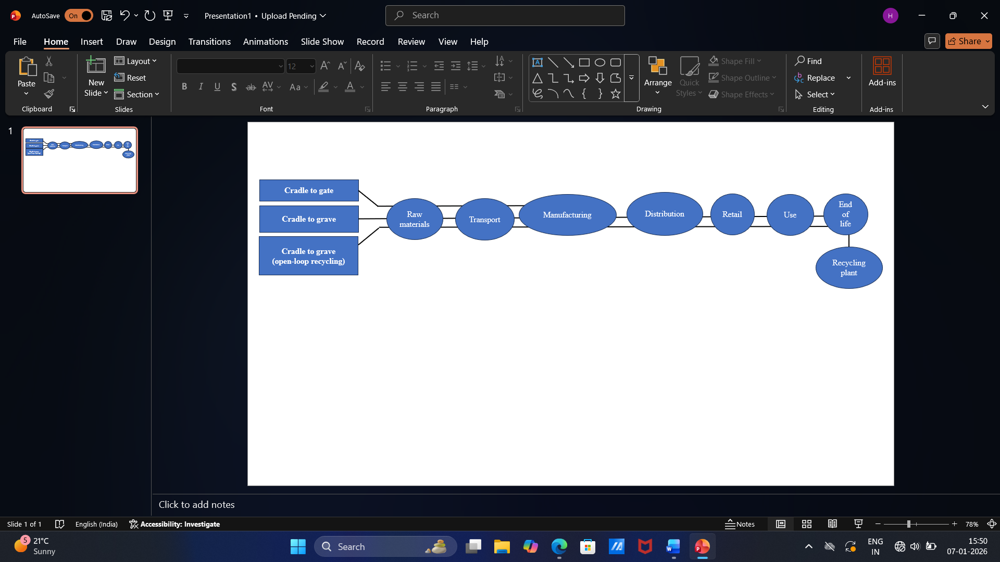 AutoSave On Presentation1 • Upload Pending Search H
File Home Insert Draw Design Transitions Animations Slide Show Record Review View Help Share
Paste
New
Slide
Layout
Reset
Section
12
Arrange
Quick
Styles
Shape Fill
Shape Outline
Shape Effects
Find
Replace
Select
Add-ins
Clipboard Slides Font Paragraph Drawing Editing Add-ins
1
Cradle to gate
Cradle to grave
Cradle to grave
(open-loop recycling)
Raw
materials
Transport
Manufacturing
Distribution
Retail
Use
End
of
life
Recycling
plant
Click to add notes
Slide 1 of 1 English (India) Accessibility: Investigate Notes 78%
5
21°C
Sunny
Search
ENG
IN
15:50
07-01-2026